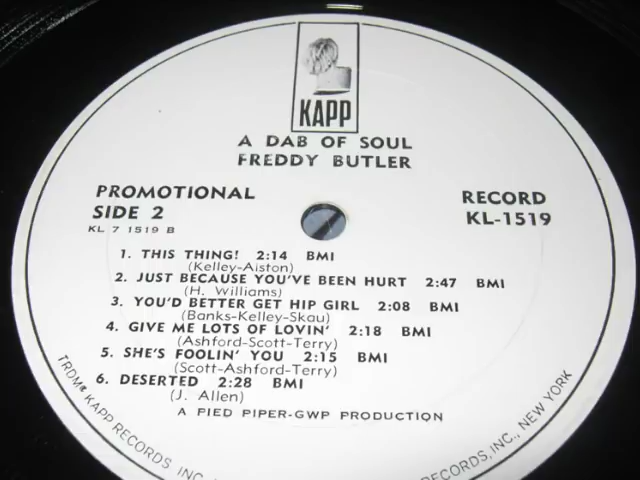 KAPP
A DAB OF SOUL
FREDDY BUTLER
PROMOTIONAL
RECORD
SIDE 2
KL-1519
KL 7 1519 B
1. THIS THING! 2:14 BMI
(Kelley-Aiston)
2. JUST BECAUSE YOU'VE BEEN HURT 2:47 BMI
(H. Williams)
3. YOU'D BETTER GET HIP GIRL 2:08 BMI
(Banks-Kelley-Skau)
4. GIVE ME LOTS OF LOVIN' 2:18 BMI
(Ashford-Scott-Terry)
5. SHE'S FOOLIN' YOU 2:15 BMI
(Scott-Ashford-Terry)
6. DESERTED 2:28 BMI
(J. Allen)
A PIED PIPER-GWP PRODUCTION
TRDMK KAPP RECORDS INC.
RECORDS, INC., NEW YORK